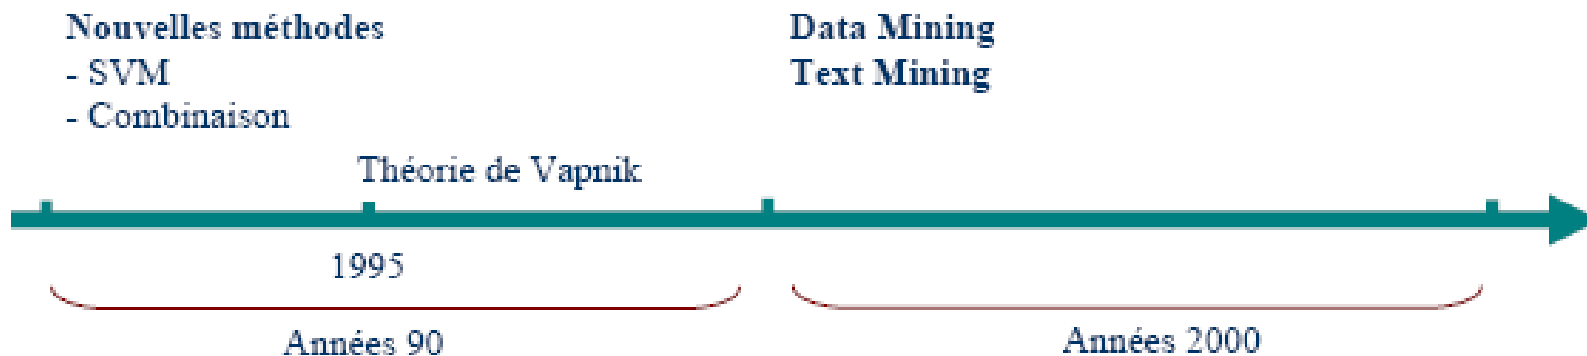 Nouvelles méthodes
- SVM
- Combinaison
Data Mining
Text Mining
Théorie de Vapnik
1995
Années 90
Années 2000